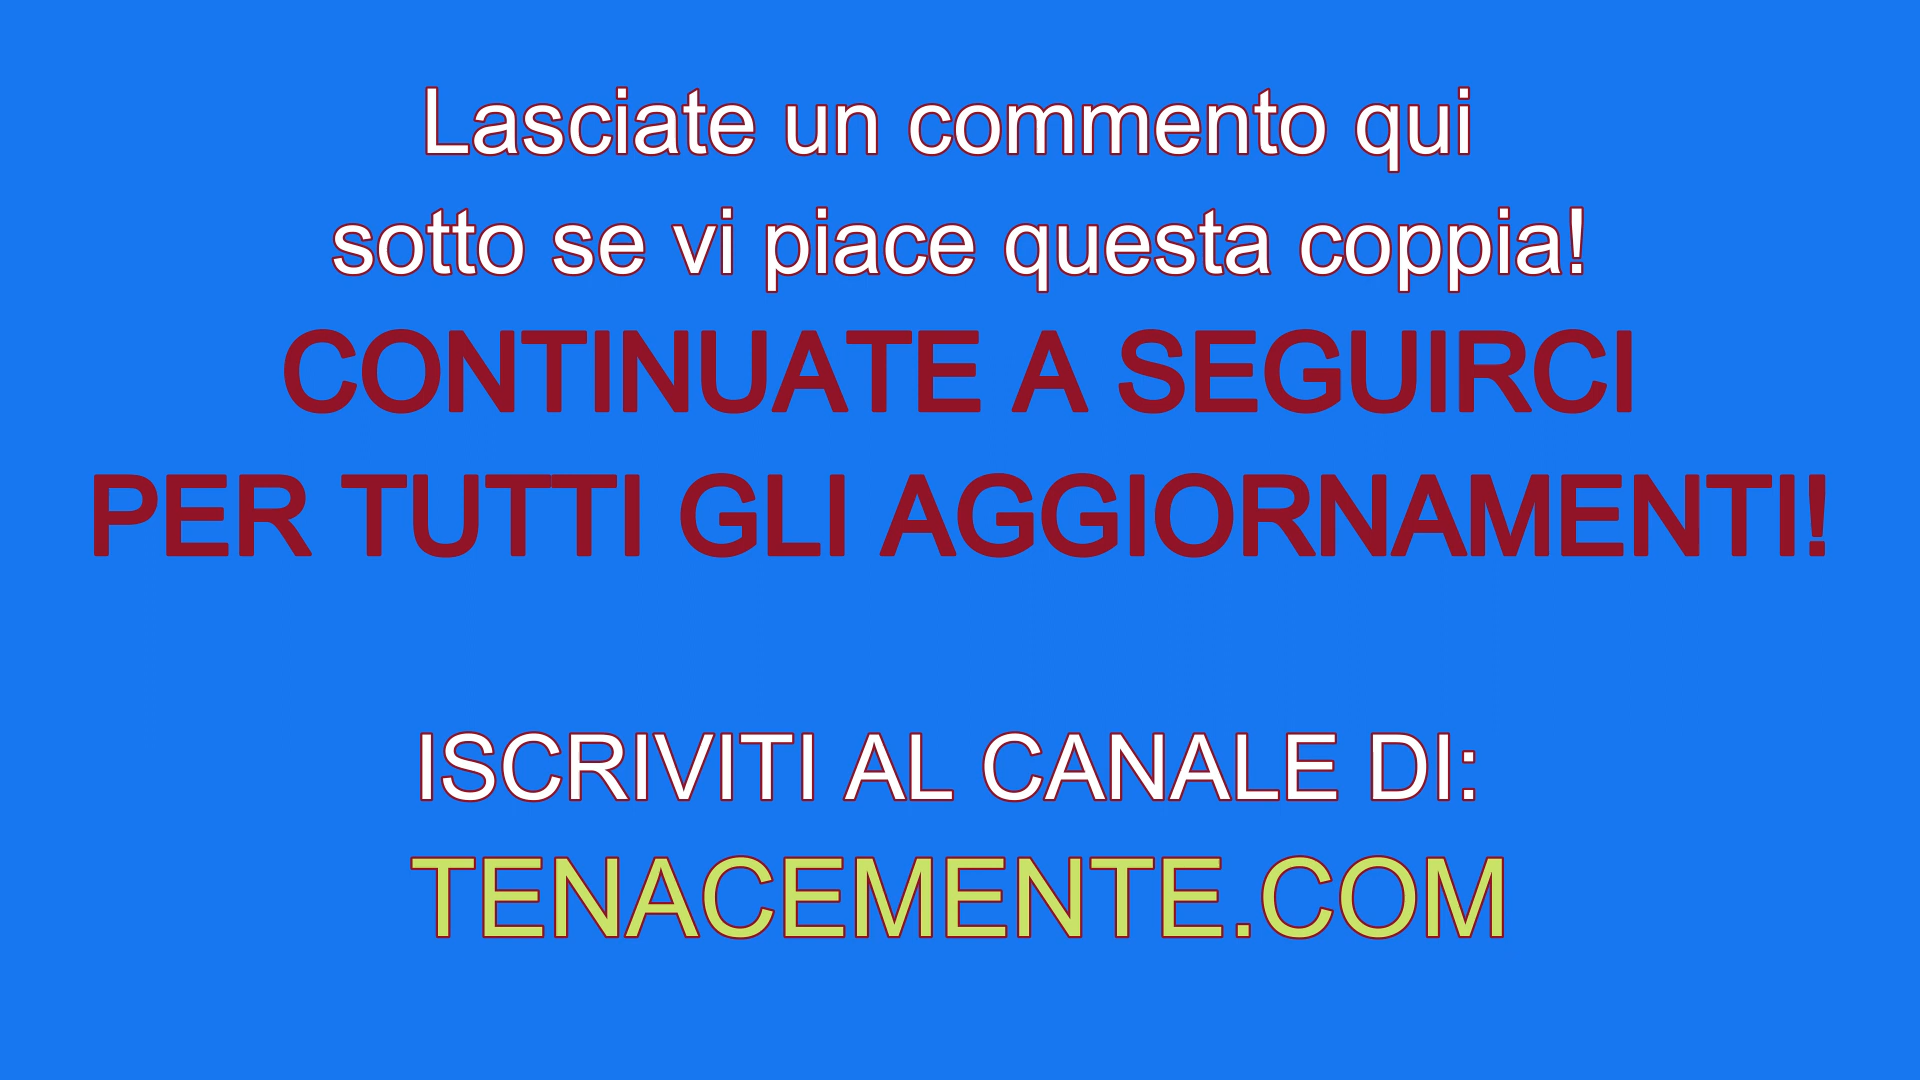 Lasciate un commento qui
sotto se vi piace questa coppia!
CONTINUATE A SEGUIRCI
PER TUTTI GLI AGGIORNAMENTI!
ISCRIVITI AL CANALE DI:
TENACEMENTE.COM